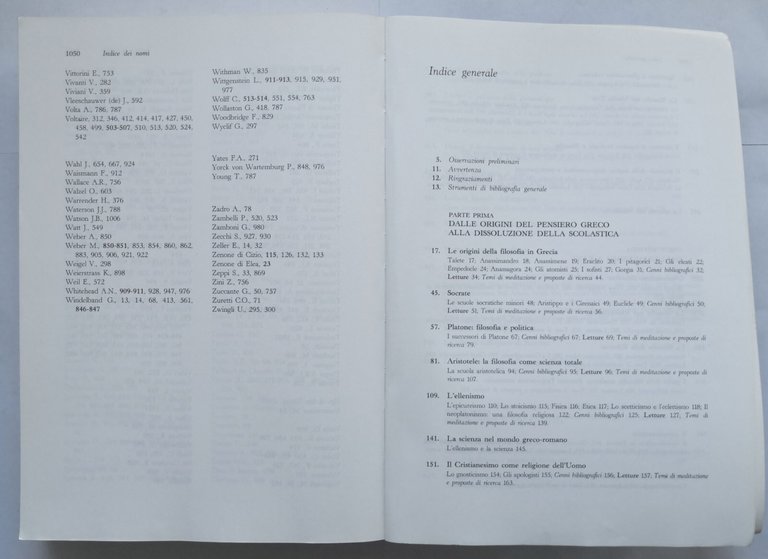 1050 Indice dei nomi
Vittorini E., 753
Vivanti V., 282
Viviani V., 359
Vleeschauwer (de) J., 592
Volta A., 786, 787
Voltaire, 312, 346, 412, 414, 417, 427, 450,
458, 499, 503-507, 510, 513, 520, 524,
542
Wahl J., 654, 667, 924
Waismann F., 912
Wallace A.R., 756
Walzel O., 603
Warrender H., 376
Waterson J.J., 788
Watson J.B., 1006
Watt J., 549
Weber A., 850
Weber M., 850-851, 853, 854, 860, 862,
883, 905, 906, 921, 922
Weigel V., 298
Weierstrass K., 898
Weil E., 572
Whitehead A.N., 909-911, 928, 947, 976
Windelband G., 13, 14, 68, 413, 361,
846-847
Withman W., 835
Wittgenstein L., 911-913, 915, 929, 951,
977
Wolff C., 513-514, 551, 554, 763
Wollaston G., 418, 787
Woodbridge F., 829
Wyclif G., 297
Yates F.A., 271
Yorck von Wartemburg P., 848, 976
Young T., 787
Zadro A., 78
Zambelli P., 520, 523
Zamboni G., 980
Zecchi S., 927, 930
Zeller E., 14, 32
Zenone di Cizio, 115, 126, 132, 133
Zenone di Elea, 23
Zeppi S., 33, 869
Zini Z., 756
Zuccante G., 50, 757
Zuretti C.O., 71
Zwingli U., 295, 300
Indice generale
5. Osservazioni preliminari
11. Avvertenza
12. Ringraziamenti
13. Strumenti di bibliografia generale
PARTE PRIMA
DALLE ORIGINI DEL PENSIERO GRECO
ALLA DISSOLUZIONE DELLA SCOLASTICA
17. Le origini della filosofia in Grecia
Talete 17; Anassimandro 18; Anassimene 19; Eraclito 20; I pitagorici 21; Gli eleati 22;
Empedocle 24; Anassagora 24; Gli atomisti 25; I sofisti 27; Gorgia 31; Cenni bibliografici 32;
Letture 34; Temi di meditazione e proposte di ricerca 44.
45. Socrate
Le scuole socratiche minori 48; Aristippo e i Cirenaici 49; Euclide 49; Cenni bibliografici 50;
Letture 51; Temi di meditazione e proposte di ricerca 56.
57. Platone: filosofia e politica
I successori di Platone 67; Cenni bibliografici 67; Letture 69; Temi di meditazione e proposte di
ricerca 79.
81. Aristotele: la filosofia come scienza totale
La scuola aristotelica 94; Cenni bibliografici 95; Letture 96; Temi di meditazione e proposte di
ricerca 107.
109. L'ellenismo
L'epicureismo 110; Lo stoicismo 115; Fisica 116; Etica 117; Lo scetticismo e l'eclettismo 118; Il
neoplatonismo: una filosofia religiosa 122; Cenni bibliografici 125; Letture 127; Temi di
meditazione e proposte di ricerca 139.
141. La scienza nel mondo greco-romano
L'ellenismo e la scienza 145.
151. Il Cristianesimo come religione dell'Uomo
Lo gnosticismo 154; Gli apologisti 155; Cenni bibliografici 156; Letture 157; Temi di meditazione
e proposte di ricerca 163.